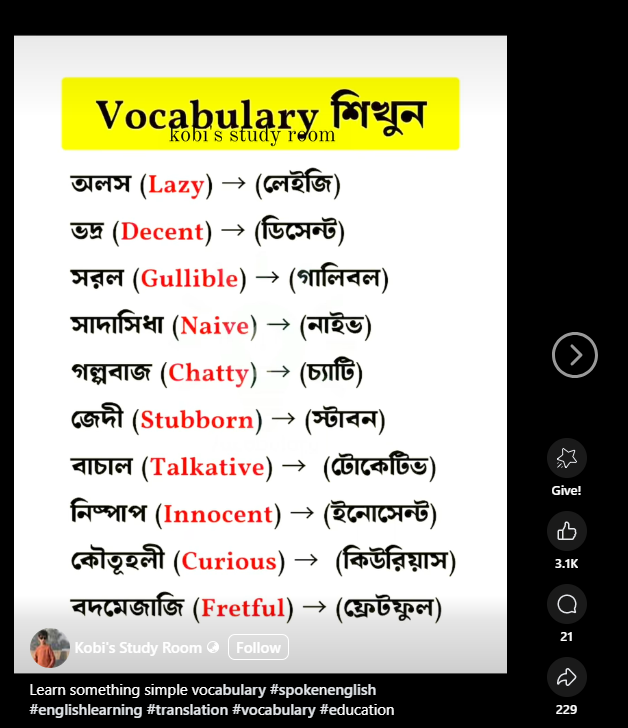 Vocabulary শিখুন
kobi's study room
অলস (Lazy) → (লেইজি)
ভদ্র (Decent) → (ডিসেন্ট)
সরল (Gullible) → (গালিবল)
সাদাসিধা (Naive) → (নাইভ)
গল্পবাজ (Chatty) → (চ্যাটি)
জেদী (Stubborn) → (স্টাবন)
বাচাল (Talkative) → (টোকেটিভ)
নিষ্পাপ (Innocent) → (ইনোসেন্ট)
কৌতূহলী (Curious) → (কিউরিয়াস)
বদমেজাজি (Fretful) → (ফ্রেটফুল)
Kobi's Study Room Follow
Learn something simple vocabulary #spokenenglish
#englishlearning #translation #vocabulary #education
Give!
3.1K
21
229